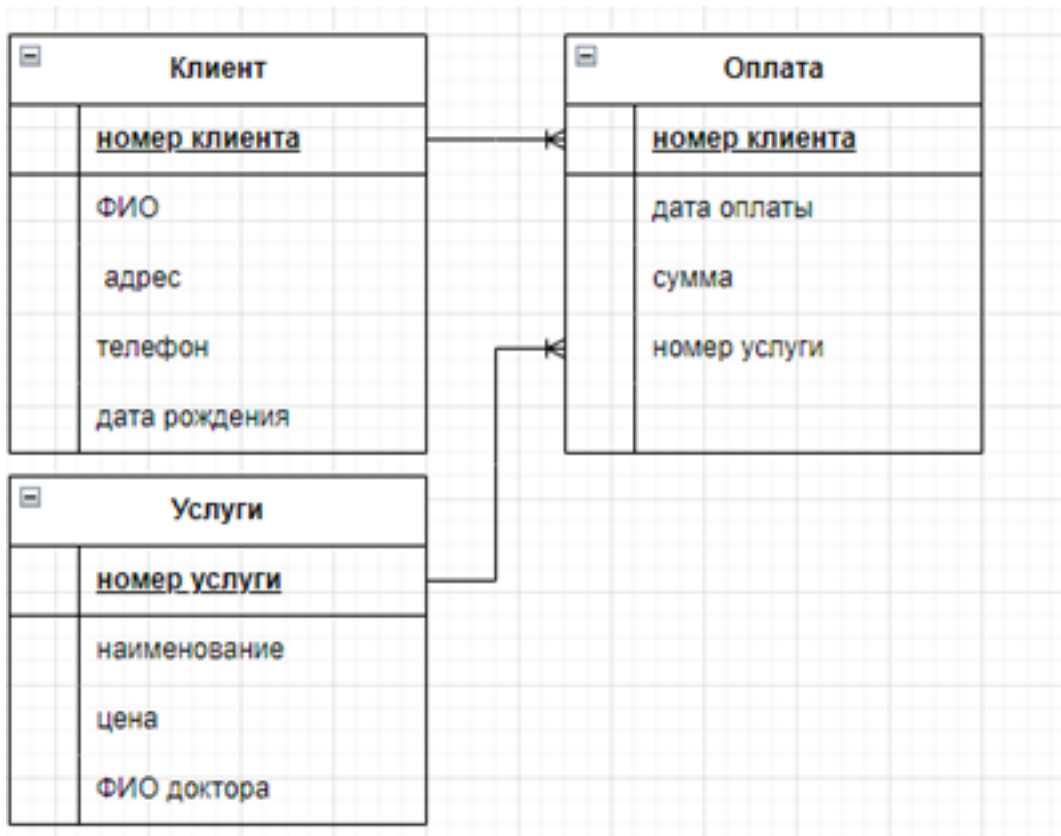 Клиент
номер клиента
ФИО
адрес
телефон
дата рождения
Оплата
номер клиента
дата оплаты
сумма
номер услуги
Услуги
номер услуги
наименование
цена
ФИО доктора